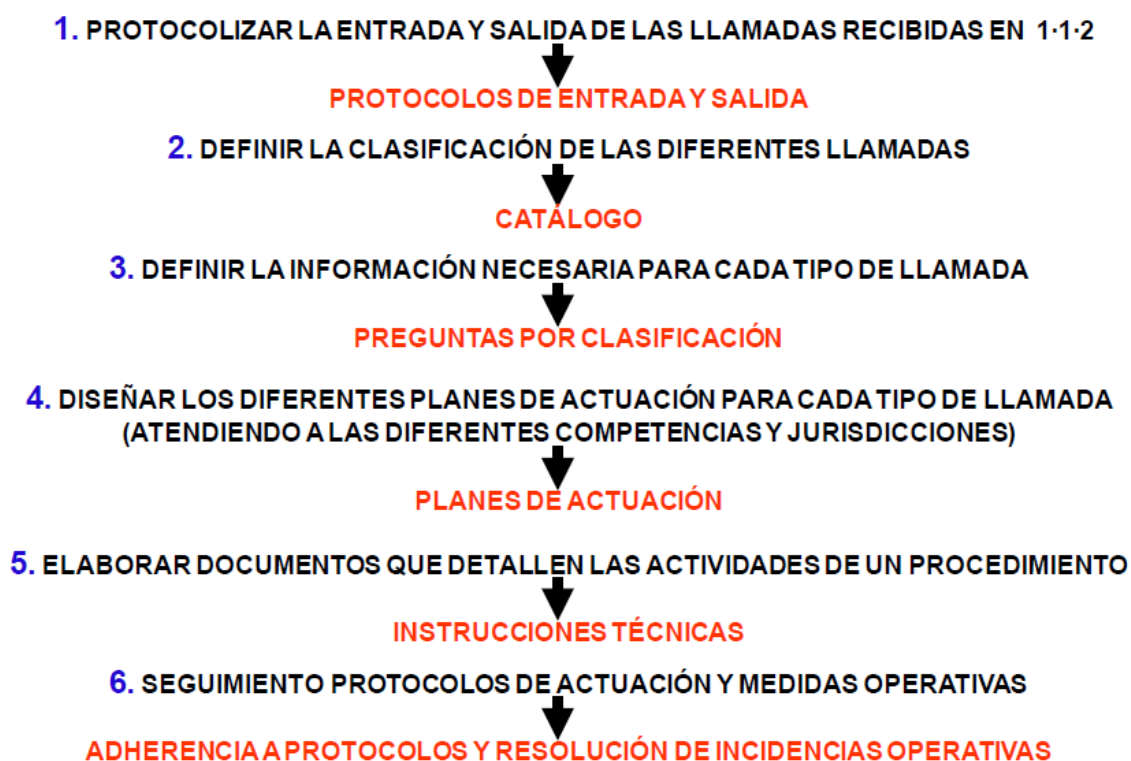 1. PROTOCOLIZAR LA ENTRADA Y SALIDA DE LAS LLAMADAS RECIBIDAS EN 1·1·2
PROTOCOLOS DE ENTRADA Y SALIDA
2. DEFINIR LA CLASIFICACIÓN DE LAS DIFERENTES LLAMADAS
CATÁLOGO
3. DEFINIR LA INFORMACIÓN NECESARIA PARA CADA TIPO DE LLAMADA
PREGUNTAS POR CLASIFICACIÓN
4. DISEÑAR LOS DIFERENTES PLANES DE ACTUACIÓN PARA CADA TIPO DE LLAMADA
(ATENDIENDO A LAS DIFERENTES COMPETENCIAS Y JURISDICCIONES)
PLANES DE ACTUACIÓN
5. ELABORAR DOCUMENTOS QUE DETALLEN LAS ACTIVIDADES DE UN PROCEDIMIENTO
INSTRUCCIONES TÉCNICAS
6. SEGUIMIENTO PROTOCOLOS DE ACTUACIÓN Y MEDIDAS OPERATIVAS
ADHERENCIA A PROTOCOLOS Y RESOLUCIÓN DE INCIDENCIAS OPERATIVAS